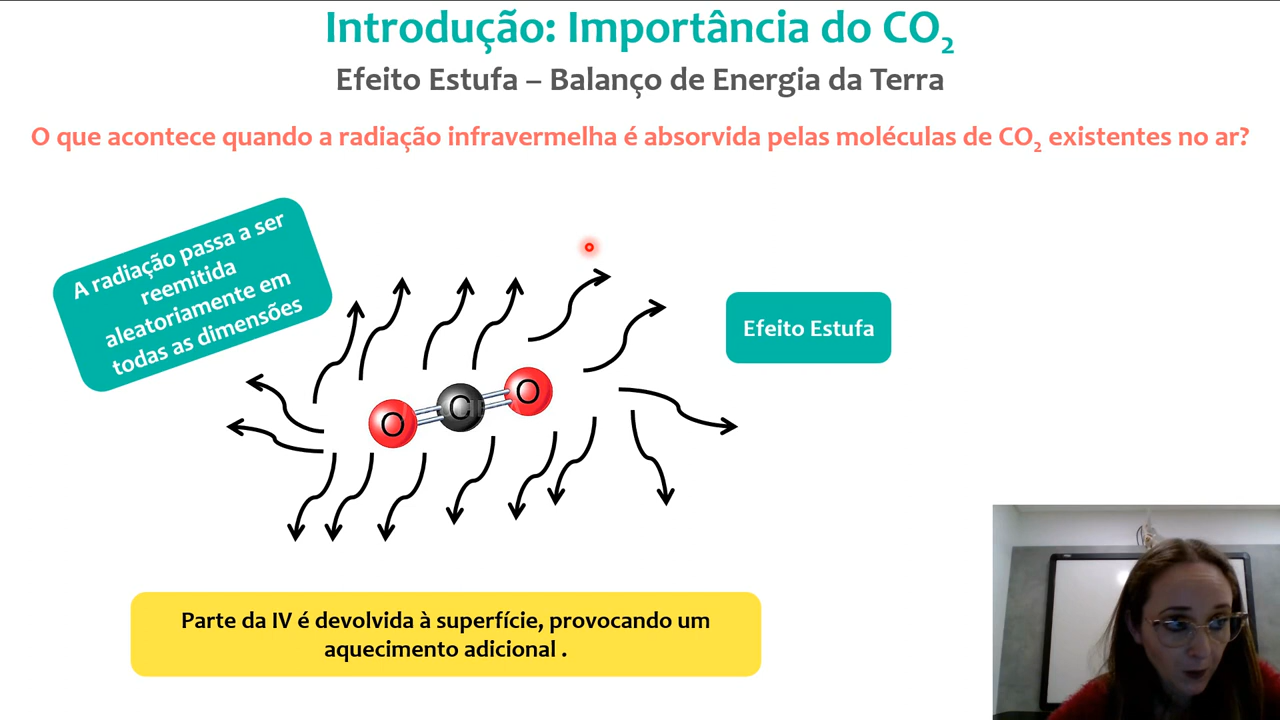 Introdução: Importância do CO₂
Efeito Estufa – Balanço de Energia da Terra
O que acontece quando a radiação infravermelha é absorvida pelas moléculas de CO₂ existentes no ar?
A radiação passa a ser
reemitida
aleatoriamente em
todas as dimensões
Efeito Estufa
O C O
Parte da IV é devolvida à superfície, provocando um
aquecimento adicional .